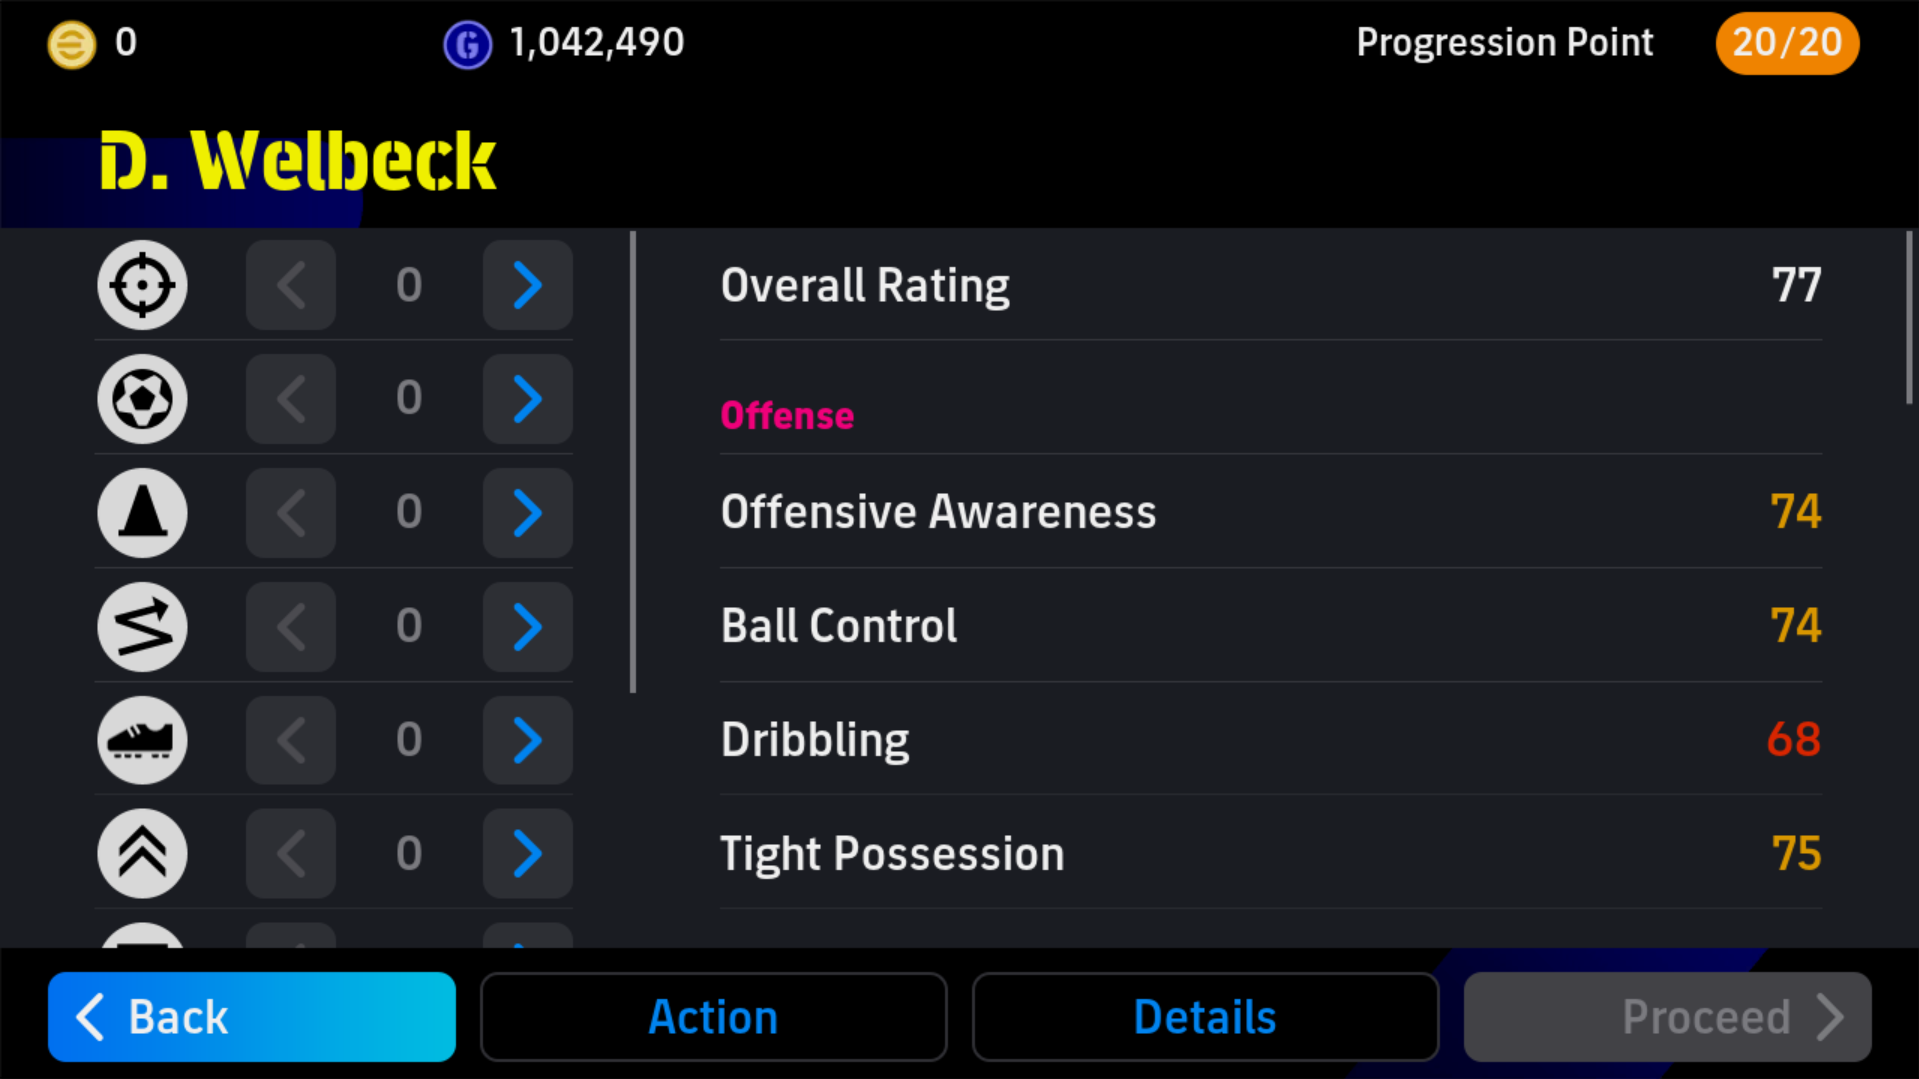 0
G 1,042,490
Progression Point 20/20
D. Welbeck
0
0
0
0
0
0
Overall Rating 77
Offense
Offensive Awareness 74
Ball Control 74
Dribbling 68
Tight Possession 75
Back
Action
Details
Proceed